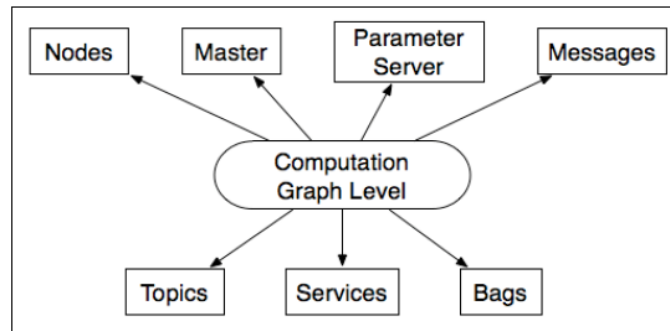 Nodes
Master
Parameter
Server
Messages
Computation
Graph Level
Topics
Services
Bags